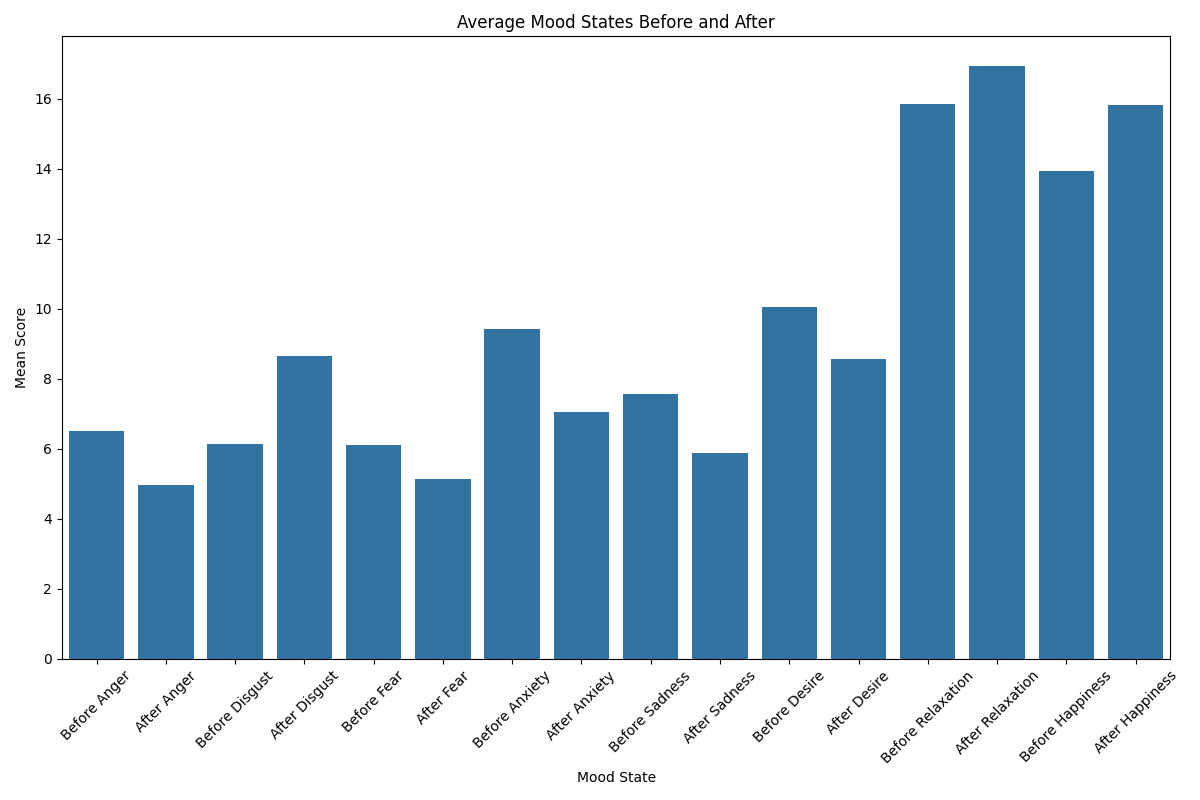 Average Mood States Before and After
Mean Score
16
14
12
10
8
6
4
2
0
Before Anger
After Anger
Before Disgust
After Disgust
Before Fear
After Fear
Before Anxiety
After Anxiety
Before Sadness
After Sadness
Before Desire
After Desire
Before Relaxation
After Relaxation
Before Happiness
After Happiness
Mood State